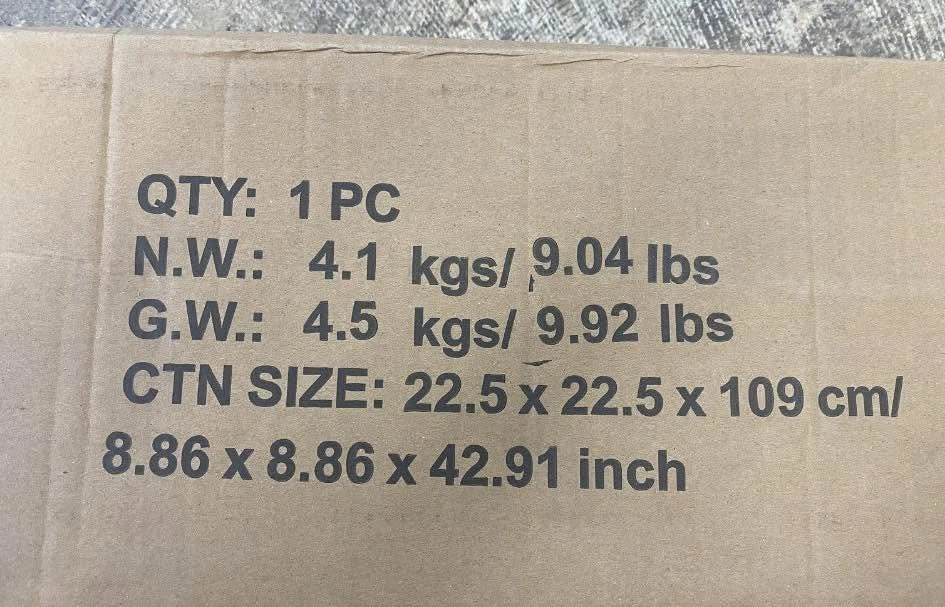 QTY: 1 PC
N.W.: 4.1 kgs/ 9.04 lbs
G.W.: 4.5 kgs/ 9.92 lbs
CTN SIZE: 22.5 x 22.5 x 109 cm/
8.86 x 8.86 x 42.91 inch